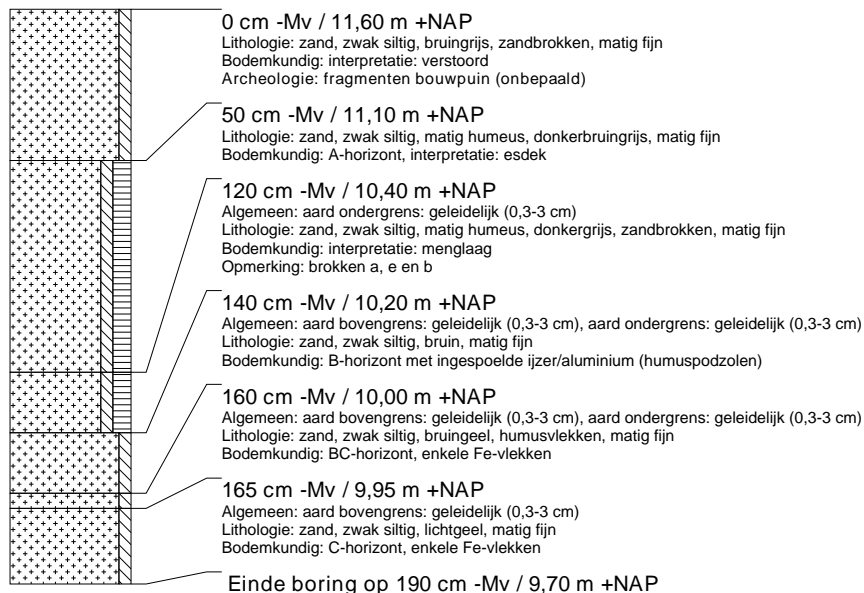 0 cm -Mv / 11,60 m +NAP
Lithologie: zand, zwak siltig, bruingrijs, zandbrokken, matig fijn
Bodemkundig: interpretatie: verstoord
Archeologie: fragmenten bouwpuin (onbepaald)
50 cm -Mv / 11,10 m +NAP
Lithologie: zand, zwak siltig, matig humeus, donkerbruingrijs, matig fijn
Bodemkundig: A-horizont, interpretatie: esdek
120 cm -Mv / 10,40 m +NAP
Algemeen: aard ondergrens: geleidelijk (0,3-3 cm)
Lithologie: zand, zwak siltig, matig humeus, donkergrijs, zandbrokken, matig fijn
Bodemkundig: interpretatie: menglaag
Opmerking: brokken a, e en b
140 cm -Mv / 10,20 m +NAP
Algemeen: aard bovengrens: geleidelijk (0,3-3 cm), aard ondergrens: geleidelijk (0,3-3 cm)
Lithologie: zand, zwak siltig, bruin, matig fijn
Bodemkundig: B-horizont met ingespoelde ijzer/aluminium (humuspodzolen)
160 cm -Mv / 10,00 m +NAP
Algemeen: aard bovengrens: geleidelijk (0,3-3 cm), aard ondergrens: geleidelijk (0,3-3 cm)
Lithologie: zand, zwak siltig, bruingeel, humusvlekken, matig fijn
Bodemkundig: BC-horizont, enkele Fe-vlekken
165 cm -Mv / 9,95 m +NAP
Algemeen: aard bovengrens: geleidelijk (0,3-3 cm)
Lithologie: zand, zwak siltig, lichtgeel, matig fijn
Bodemkundig: C-horizont, enkele Fe-vlekken
Einde boring op 190 cm -Mv / 9,70 m +NAP